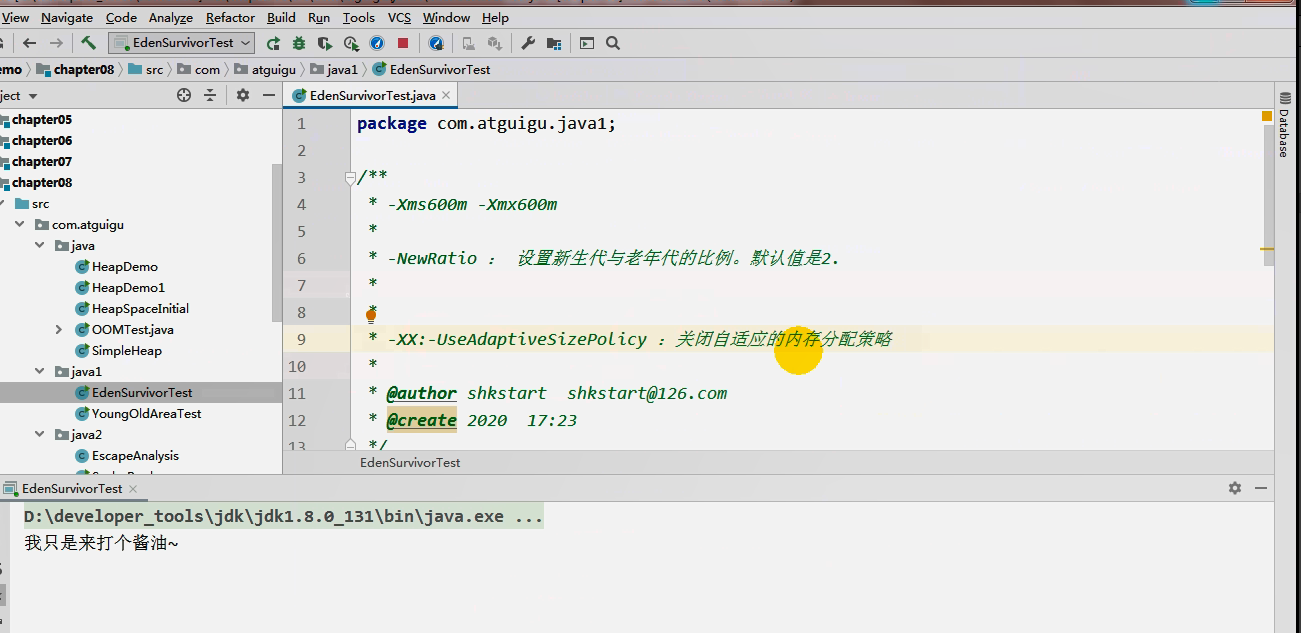 View Navigate Code Analyze Refactor Build Run Tools VCS Window Help
EdenSurvivorTest
emo chapter08 src com atguigu java1 EdenSurvivorTest
ject
EdenSurvivorTest.java
chapter05
chapter06
chapter07
chapter08
src
com.atguigu
java
HeapDemo
HeapDemo1
HeapSpaceInitial
OOMTest.java
SimpleHeap
java1
EdenSurvivorTest
YoungOldAreaTest
java2
EscapeAnalysis
1 package com.atguigu.java1;
2
3 /**
4 * -Xms600m -Xmx600m
5 *
6 * -NewRatio : 设置新生代与老年代的比例。默认值是2.
7 *
8 *
9 * -XX:-UseAdaptiveSizePolicy :关闭自适应的内存分配策略
10 *
11 * @author shkstart shkstart@126.com
12 * @create 2020 17:23
13 */
EdenSurvivorTest
Database
EdenSurvivorTest
D:\developer_tools\jdk\jdk1.8.0_131\bin\java.exe ...
我只是来打个酱油~